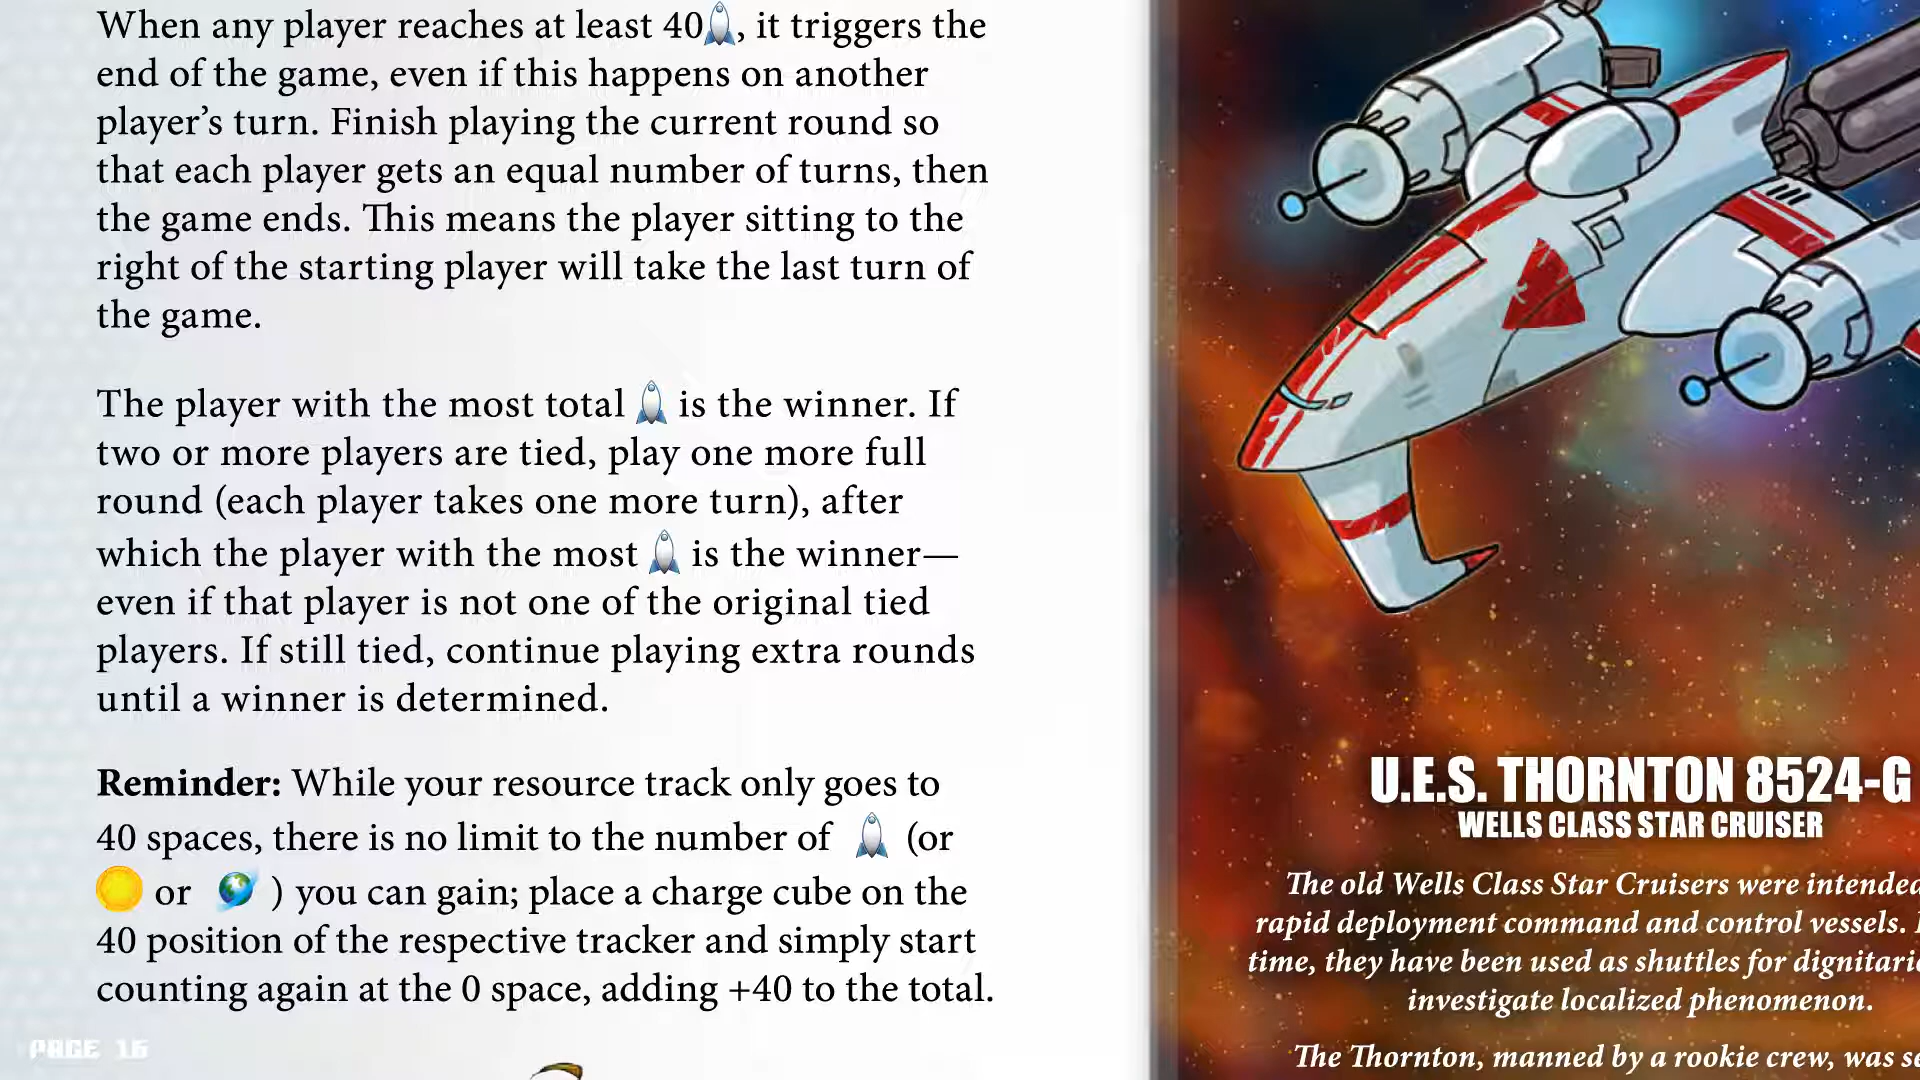 When any player reaches at least 40, it triggers the
end of the game, even if this happens on another
player's turn. Finish playing the current round so
that each player gets an equal number of turns, then
the game ends. This means the player sitting to the
right of the starting player will take the last turn of
the game.
The player with the most total is the winner. If
two or more players are tied, play one more full
round (each player takes one more turn), after
which the player with the most is the winner—
even if that player is not one of the original tied
players. If still tied, continue playing extra rounds
until a winner is determined.
Reminder: While your resource track only goes to
40 spaces, there is no limit to the number of (or
or ) you can gain; place a charge cube on the
40 position of the respective tracker and simply start
counting again at the 0 space, adding +40 to the total.
PAGE 16
U.E.S. THORNTON 8524-G
WELLS CLASS STAR CRUISER
The old Wells Class Star Cruisers were intended
rapid deployment command and control vessels.
time, they have been used as shuttles for
investigate localized phenomenon.
The Thornton, manned by a rookie crew, was